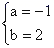 a = −1
b = 2